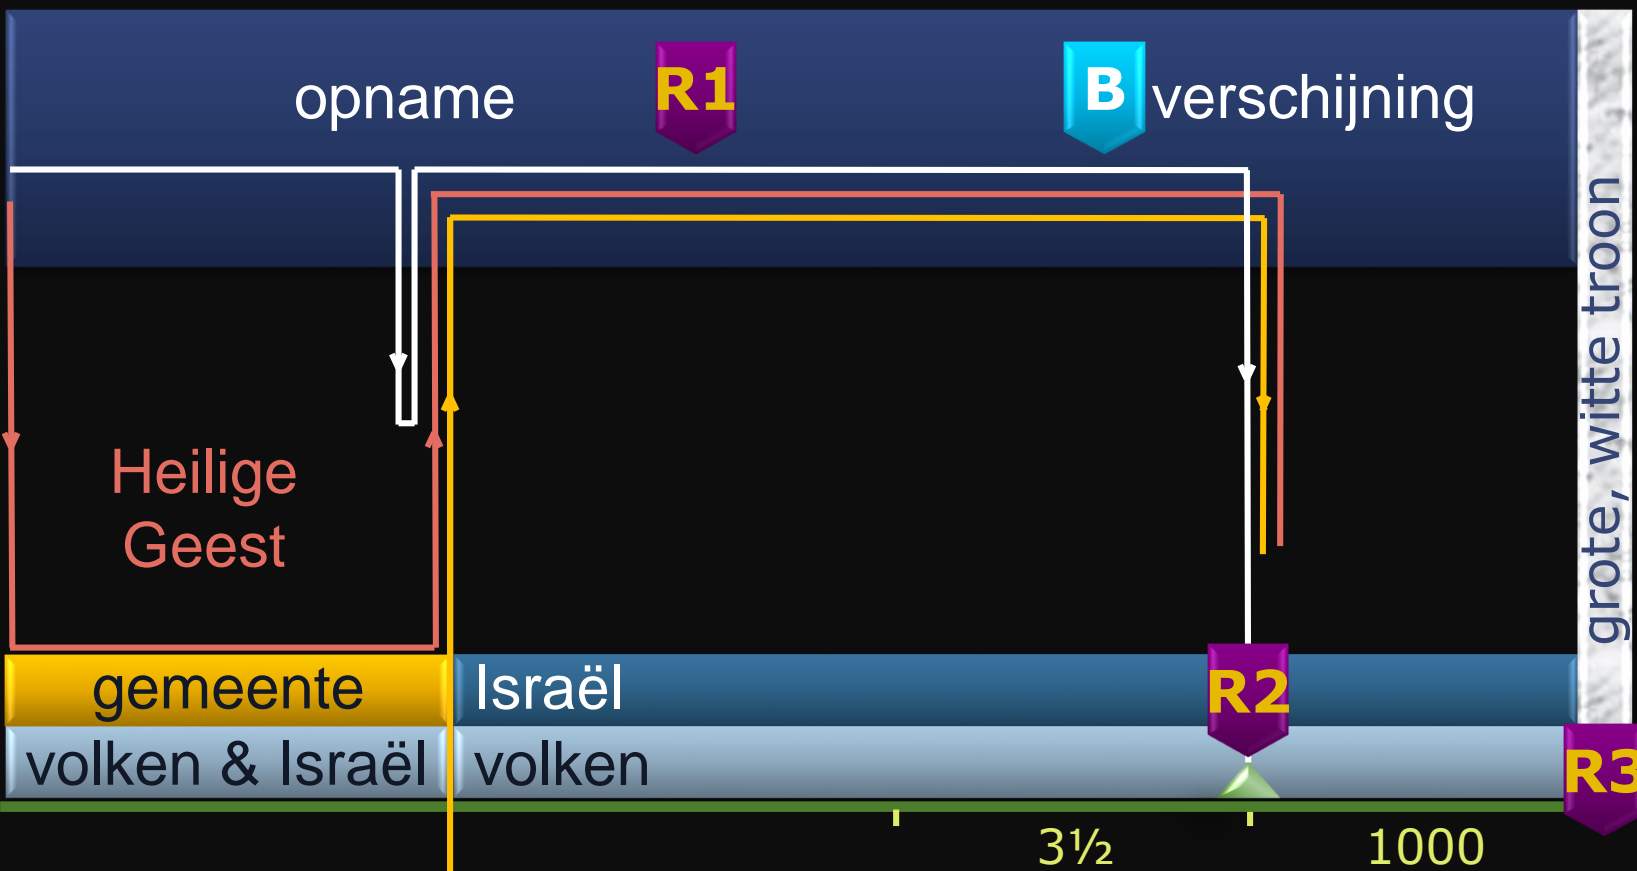 opname
R1
B
verschijning
grote, witte troon
Heilige
Geest
gemeente
Israël
R2
volken & Israël
volken
R3
3½
1000